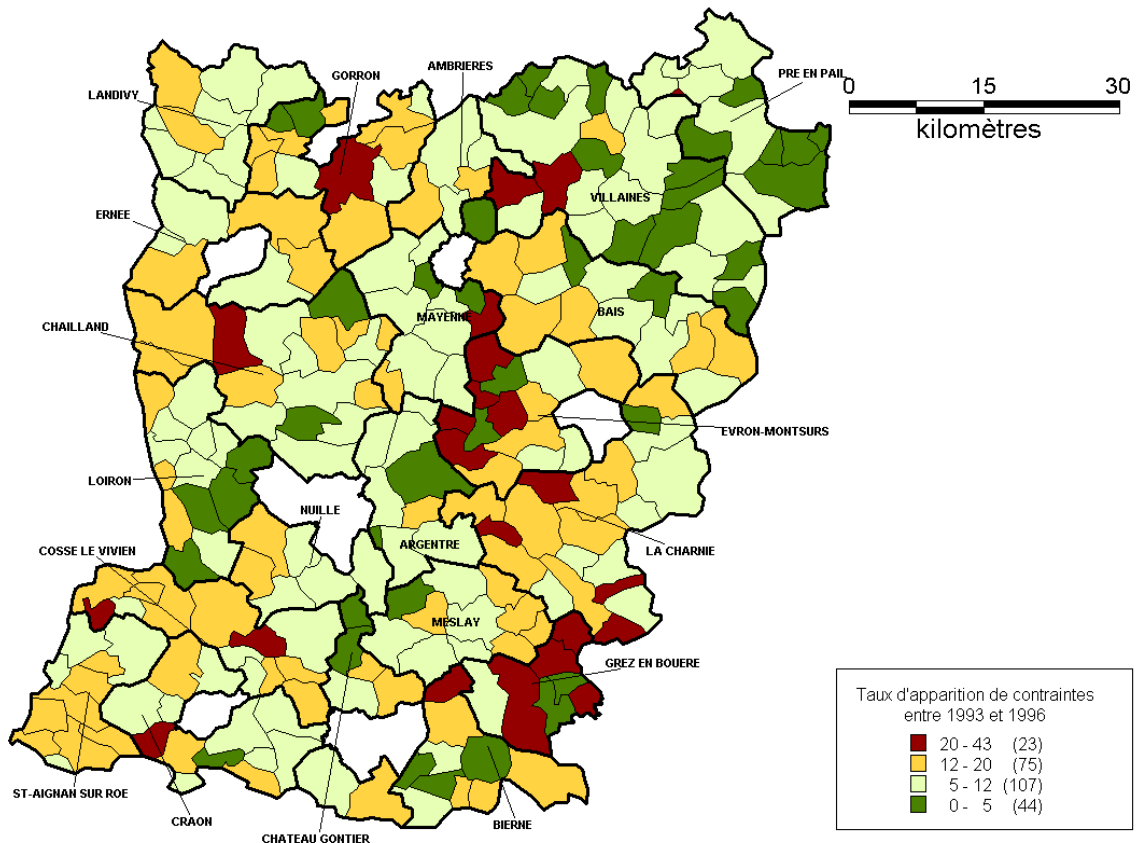 AMBRIERES
GORRON
PRE EN PAIL
LANDIVY
0 15 30
kilomètres
VILLAINES
ERNEE
MAYENNE
BAIS
CHAILLAND
EVRON-MONTSURS
LOIRON
NUILLE
ARGENTRE
LA CHARNIE
COSSE LE VIVIEN
MESLAY
GREZ EN BOUERE
Taux d'apparition de contraintes
entre 1993 et 1996
20 - 43 (23)
12 - 20 (75)
5 - 12 (107)
0 - 5 (44)
ST-AIGNAN SUR ROE
CRAON
BIERNE
CHATEAU GONTIER